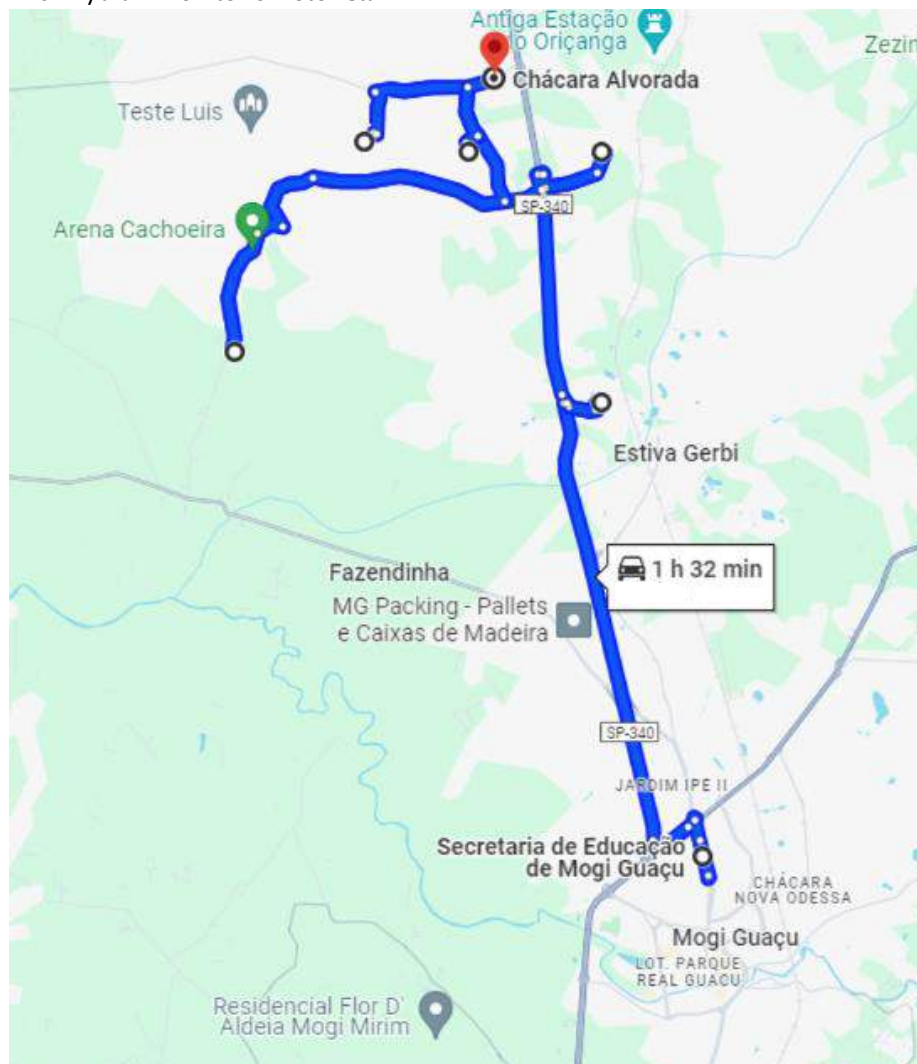 Antiga Estação
do Oriçanga
Zezin
Chácara Alvorada
Teste Luis
SP-340
Arena Cachoeira
Estiva Gerbi
1 h 32 min
Fazendinha
MG Packing - Pallets
e Caixas de Madeira
SP-340
JARDIM IPE II
Secretaria de Educação
de Mogi Guaçu
CHÁCARA
NOVA ODESSA
Mogi Guaçu
LOT. PARQUE
REAL GUACU
Residencial Flor D'
Aldeia Mogi Mirim